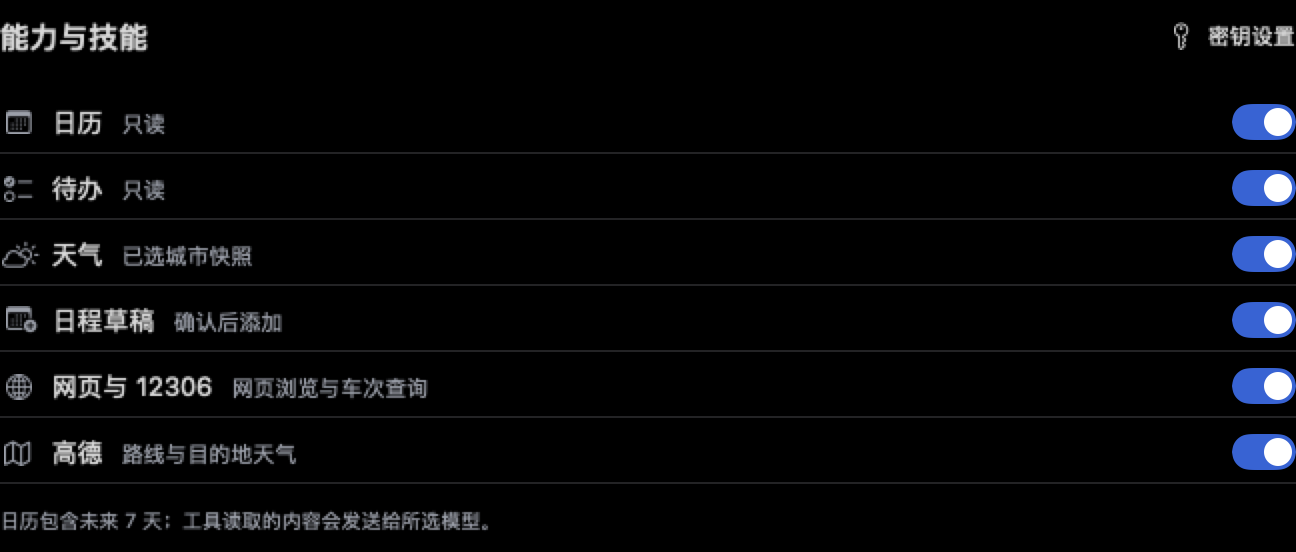 能力与技能 密钥设置
日历 只读
待办 只读
天气 已选城市快照
日程草稿 确认后添加
网页与 12306 网页浏览与车次查询
高德 路线与目的地天气
日历包含未来 7 天；工具读取的内容会发送给所选模型。